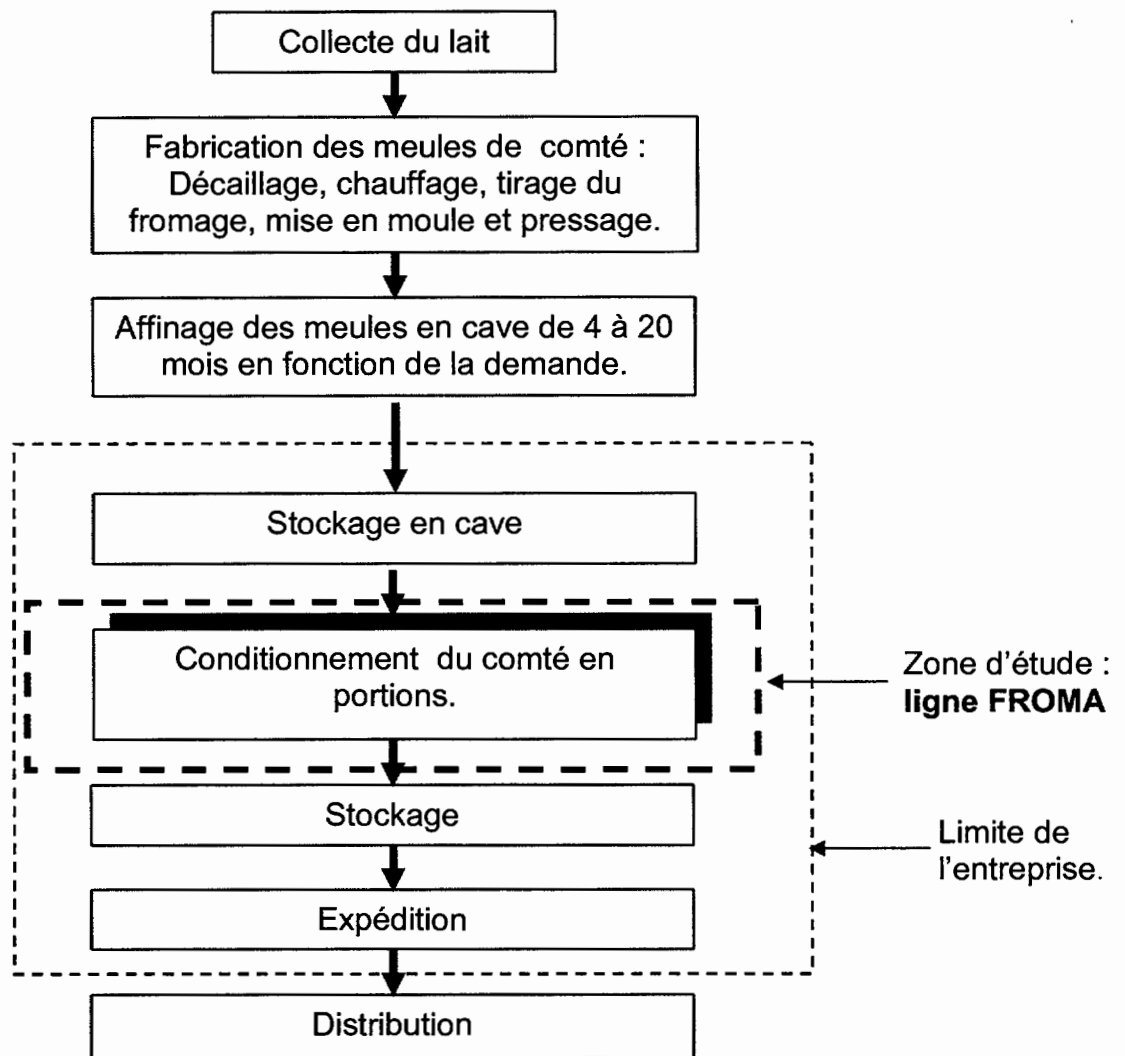 Collecte du lait
Fabrication des meules de comté :
Décaillage, chauffage, tirage du
fromage, mise en moule et pressage.
Affinage des meules en cave de 4 à 20
mois en fonction de la demande.
Stockage en cave
Conditionnement du comté en
portions.
Zone d'étude :
ligne FROMA
Stockage
Limite de
l'entreprise.
Expédition
Distribution